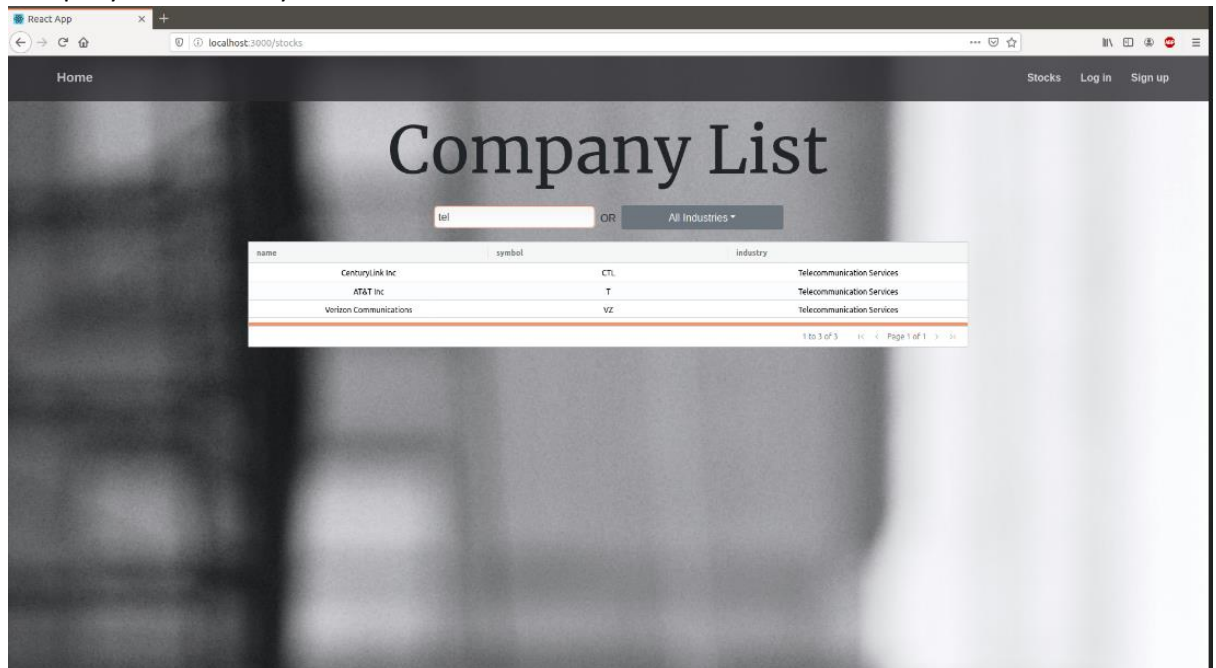 React App
localhost:3000/stocks
Home Stocks Log in Sign up
Company List
tel OR All Industries
name symbol industry
CenturyLink Inc CTL Telecommunication Services
AT&T Inc T Telecommunication Services
Verizon Communications VZ Telecommunication Services
1 to 3 of 3 Page 1 of 1